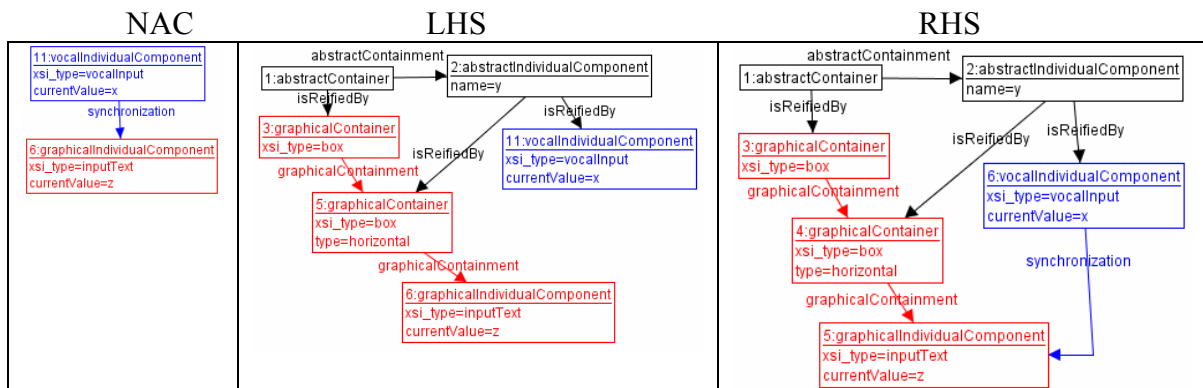 NAC
LHS
RHS
11:vocalIndividualComponent
xsi_type=vocalInput
currentValue=x
synchronization
6:graphicalIndividualComponent
xsi_type=inputText
currentValue=z
abstractContainment
1:abstractContainer
2:abstractIndividualComponent
name=y
isReifiedBy
3:graphicalContainer
xsi_type=box
isReifiedBy
isReifiedBy
11:vocalIndividualComponent
xsi_type=vocalInput
currentValue=x
graphicalContainment
5:graphicalContainer
xsi_type=box
type=horizontal
graphicalContainment
6:graphicalIndividualComponent
xsi_type=inputText
currentValue=z
abstractContainment
1:abstractContainer
2:abstractIndividualComponent
name=y
isReifiedBy
isReifiedBy
isReifiedBy
3:graphicalContainer
xsi_type=box
graphicalContainment
6:vocalIndividualComponent
xsi_type=vocalInput
currentValue=x
4:graphicalContainer
xsi_type=box
type=horizontal
synchronization
graphicalContainment
5:graphicalIndividualComponent
xsi_type=inputText
currentValue=z